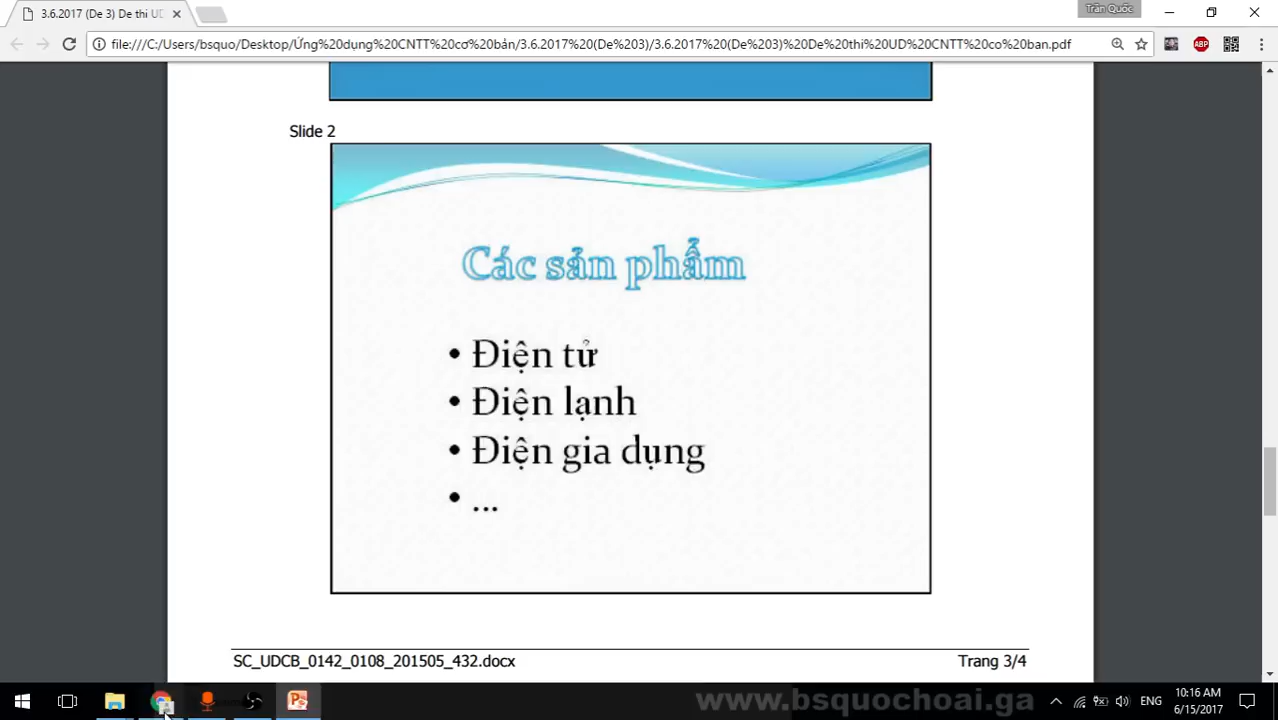 3.6.2017 (De 3) De thi UD
Trần Quốc
file:///C:/Users/bsquo/Desktop/Ứng%20dụng%20CNTT%20cơ%20bản/3.6.2017%20(De%203)/3.6.2017%20(De%203)%20De%20thi%20UD%20CNTT%20co%20ban.pdf
ABP
Slide 2
Các sản phẩm
• Điện tử
• Điện lạnh
• Điện gia dụng
• ...
SC_UDCB_0142_0108_201505_432.docx Trang 3/4
www.bsquochoai.ga
ENG
10:16 AM
6/15/2017